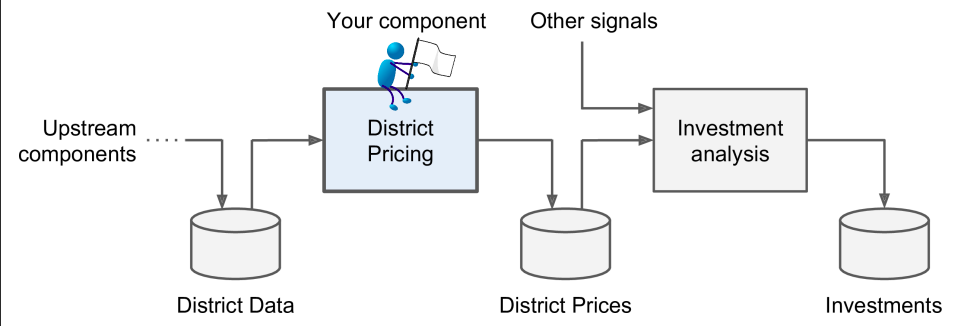 Your component
Other signals
Upstream
components
District
Pricing
Investment
analysis
District Data
District Prices
Investments